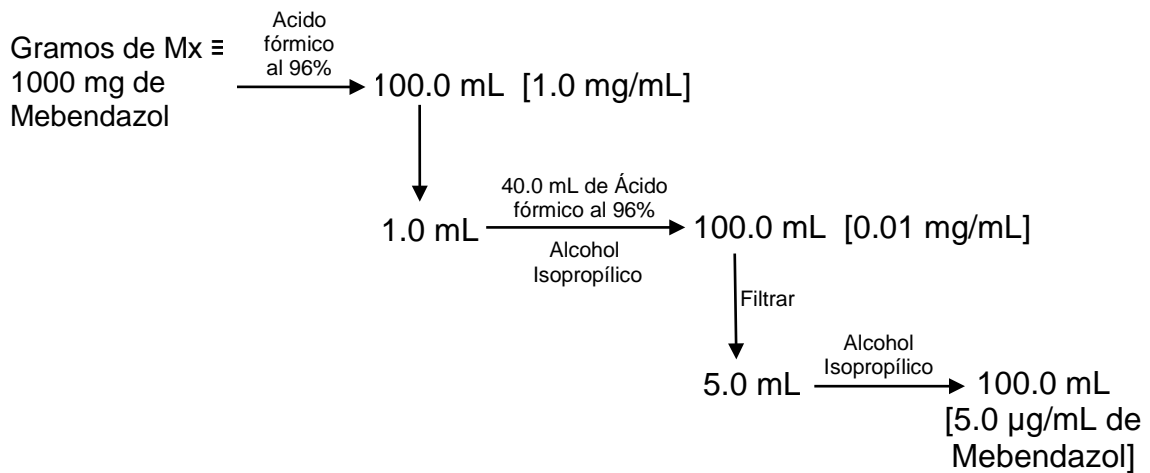 Gramos de Mx ≡
1000 mg de
Mebendazol
Acido
fórmico
al 96%
100.0 mL [1.0 mg/mL]
1.0 mL
40.0 mL de Ácido
fórmico al 96%
Alcohol
Isopropílico
100.0 mL [0.01 mg/mL]
Filtrar
5.0 mL
Alcohol
Isopropílico
100.0 mL
[5.0 µg/mL de
Mebendazol]